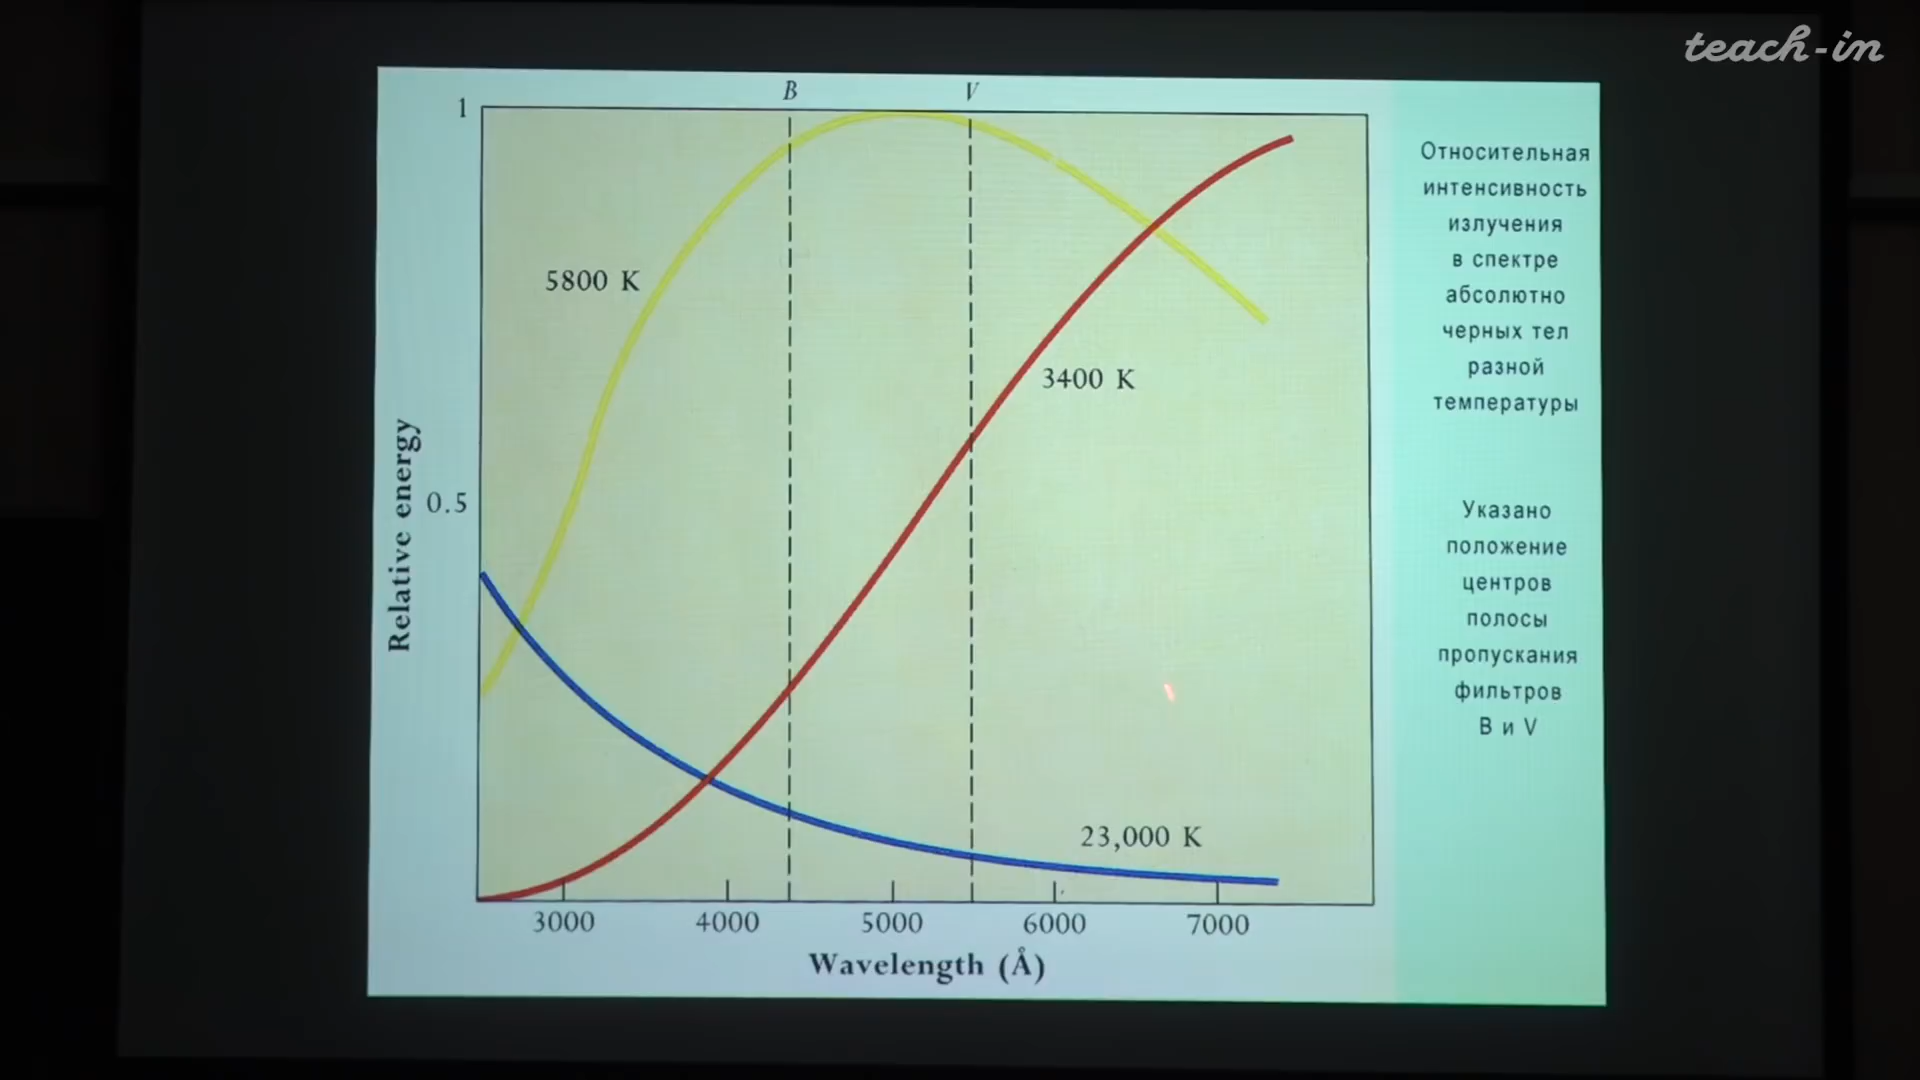 teach-in
B
V
1
5800 K
3400 K
0.5
Relative energy
23,000 K
3000
4000
5000
6000
7000
Wavelength (Å)
Относительная
интенсивность
излучения
в спектре
абсолютно
черных тел
разной
температуры
Указано
положение
центров
полосы
пропускания
фильтров
B и V